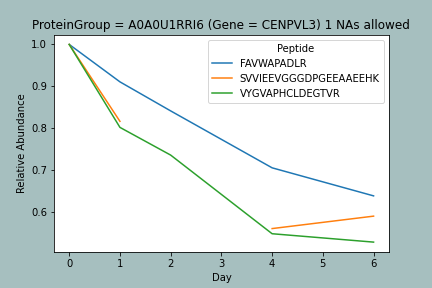 ProteinGroup = A0A0U1RRI6 (Gene = CENPVL3) 1 NAs allowed
Peptide
FAVWAPADLR
SVVIEEVGGGDPGEEAAEEHK
VYGVAPHCLDEGTVR
Relative Abundance
1.0
0.9
0.8
0.7
0.6
0 1 2 3 4 5 6
Day